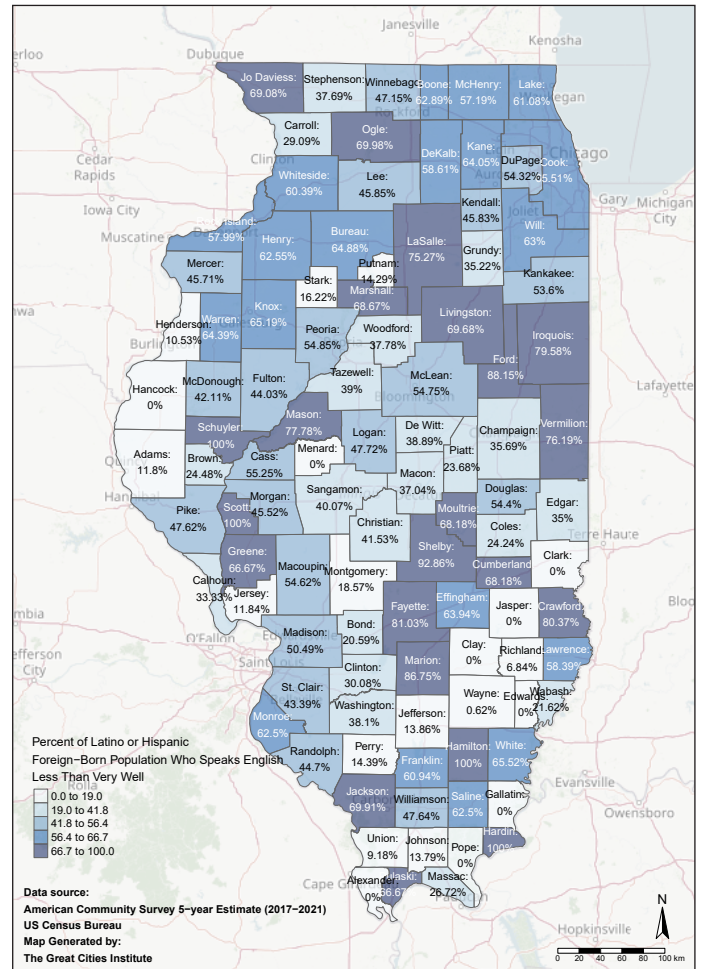 Janesville
Kenosha
Dubuque
Jo Daviess:
69.08%
Stephenson:
37.69%
Winnebago:
47.15%
Boone:
62.89%
McHenry:
57.19%
Lake:
61.08%
Waukegan
Rockford
Carroll:
29.09%
Ogle:
69.98%
DeKalb:
58.61%
Kane:
64.05%
DuPage:
54.32%
Cook:
5.51%
Chicago
Cedar
Rapids
Clinton
Whiteside:
60.39%
Lee:
45.85%
Kendall:
45.83%
Joliet
Will:
63%
Gary
Michigan
City
Iowa City
Muscatine
Island:
57.99%
Henry:
62.55%
Bureau:
64.88%
LaSalle:
75.27%
Grundy:
35.22%
Kankakee:
53.6%
Mercer:
45.71%
Putnam:
14.29%
Stark:
16.22%
Marshall:
68.67%
Henderson:
10.53%
Warren:
64.39%
Knox:
65.19%
Peoria:
54.85%
Woodford:
37.78%
Livingston:
69.68%
Iroquois:
79.58%
Ford:
88.15%
Lafayette
Hancock:
0%
McDonough:
42.11%
Fulton:
44.03%
Tazewell:
39%
McLean:
54.75%
Bloomington
Schuyler:
100%
Mason:
77.78%
Logan:
47.72%
De Witt:
38.89%
Piatt:
23.68%
Champaign:
35.69%
Vermilion:
76.19%
Adams:
11.8%
Brown:
24.48%
Cass:
55.25%
Menard:
0%
Macon:
37.04%
Pike:
47.62%
Scott:
100%
Morgan:
45.52%
Sangamon:
40.07%
Christian:
41.53%
Moultrie:
68.18%
Douglas:
54.4%
Coles:
24.24%
Edgar:
35%
Terre Haute
Greene:
66.67%
Macoupin:
54.62%
Montgomery:
18.57%
Shelby:
92.86%
Cumberland:
68.18%
Clark:
0%
Calhoun:
33.33%
Jersey:
11.84%
Fayette:
81.03%
Effingham:
63.94%
Jasper:
0%
Crawford:
80.37%
O'Fallon
Madison:
50.49%
Bond:
20.59%
Marion:
86.75%
Clay:
0%
Richland:
6.84%
Lawrence:
58.39%
Saint Louis
St. Clair:
43.39%
Clinton:
30.08%
Wayne:
0.62%
Edwards:
0%
Wabash:
21.62%
Jefferson
City
Monroe:
62.5%
Washington:
38.1%
Jefferson:
13.86%
Randolph:
44.7%
Perry:
14.39%
Franklin:
60.94%
Hamilton:
100%
White:
65.52%
Evansville
Owensboro
Jackson:
69.91%
Williamson:
47.64%
Saline:
62.5%
Gallatin:
0%
Union:
9.18%
Johnson:
13.79%
Pope:
0%
Hardin:
100%
Alexander:
0%
Pulaski:
66.67
Massac:
26.72%
Hopkinsville
Percent of Latino or Hispanic
Foreign−Born Population Who Speaks English
Less Than Very Well
Rolla
0.0 to 19.0
19.0 to 41.8
41.8 to 56.4
56.4 to 66.7
66.7 to 100.0
Data source:
American Community Survey 5−year Estimate (2017−2021)
US Census Bureau
Map Generated by:
The Great Cities Institute
N
0 20 40 60 80 100 km